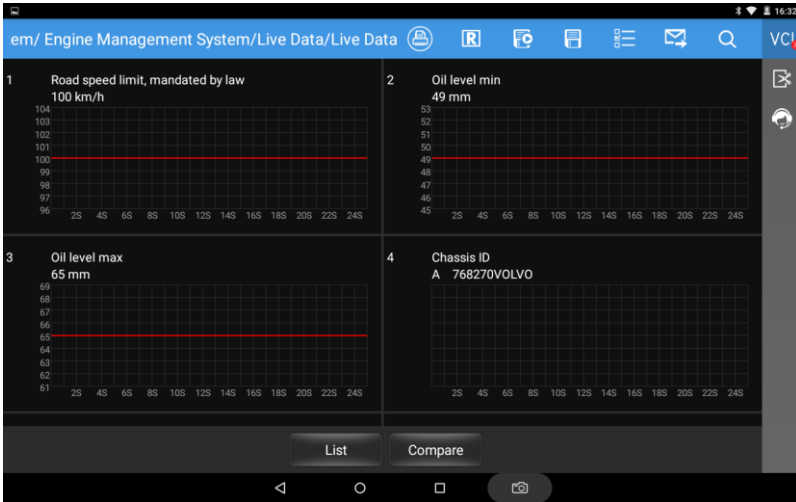 16:32
em/ Engine Management System/Live Data/Live Data
R
VCI
1 Road speed limit, mandated by law
100 km/h
104
103
102
101
100
99
98
97
96
2S 4S 6S 8S 10S 12S 14S 16S 18S 20S 22S 24S
2 Oil level min
49 mm
53
52
51
50
49
48
47
46
45
2S 4S 6S 8S 10S 12S 14S 16S 18S 20S 22S 24S
3 Oil level max
65 mm
69
68
67
66
65
64
63
62
61
2S 4S 6S 8S 10S 12S 14S 16S 18S 20S 22S 24S
4 Chassis ID
A 768270VOLVO
2S 4S 6S 8S 10S 12S 14S 16S 18S 20S 22S 24S
List
Compare